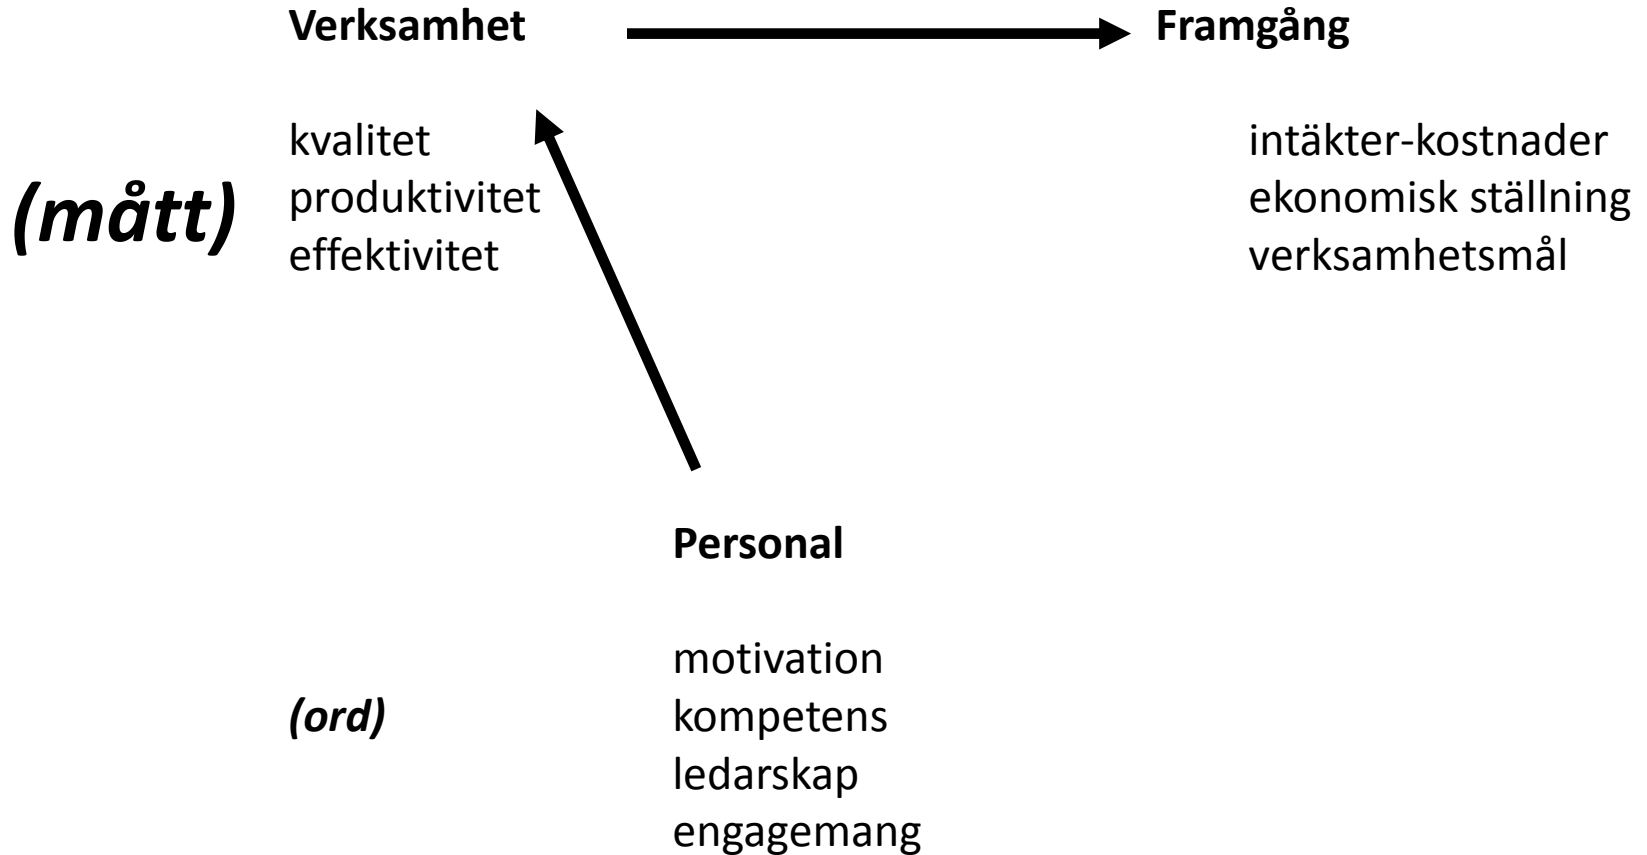 Verksamhet
Framgång
(mått)
kvalitet
produktivitet
effektivitet
intäkter-kostnader
ekonomisk ställning
verksamhetsmål
Personal
(ord)
motivation
kompetens
ledarskap
engagemang